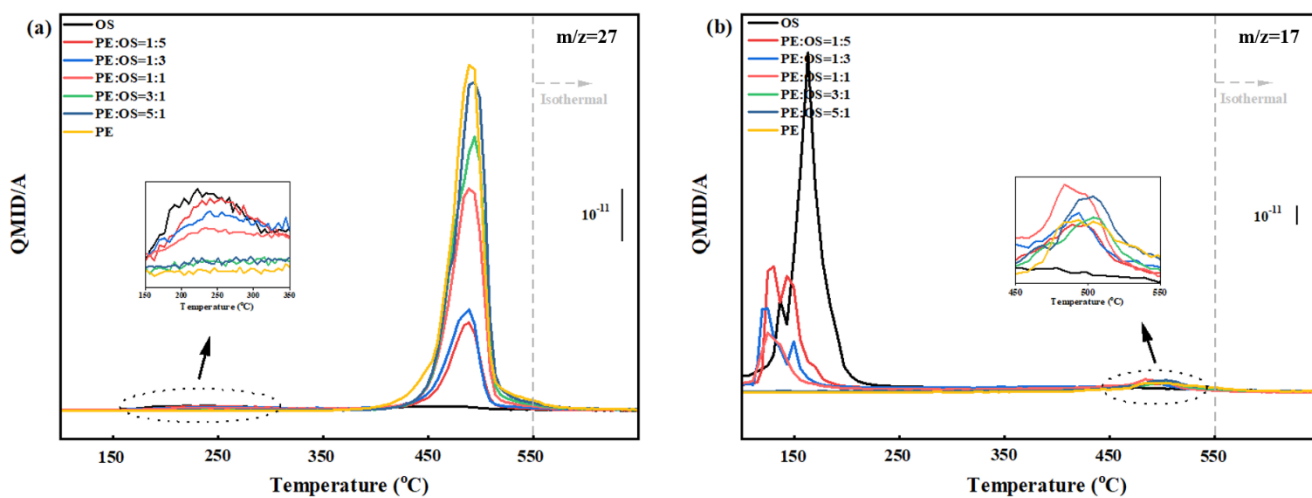 (a)
m/z=27
OS
PE:OS=1:5
PE:OS=1:3
PE:OS=1:1
PE:OS=3:1
PE:OS=5:1
PE
Isothermal
10⁻¹¹
QMID/A
150 200 250 300 350
Temperature (°C)
150 250 350 450 550
Temperature (°C)
(b)
m/z=17
OS
PE:OS=1:5
PE:OS=1:3
PE:OS=1:1
PE:OS=3:1
PE:OS=5:1
PE
Isothermal
10⁻¹¹
QMID/A
450 500 550
Temperature (°C)
150 250 350 450 550
Temperature (°C)